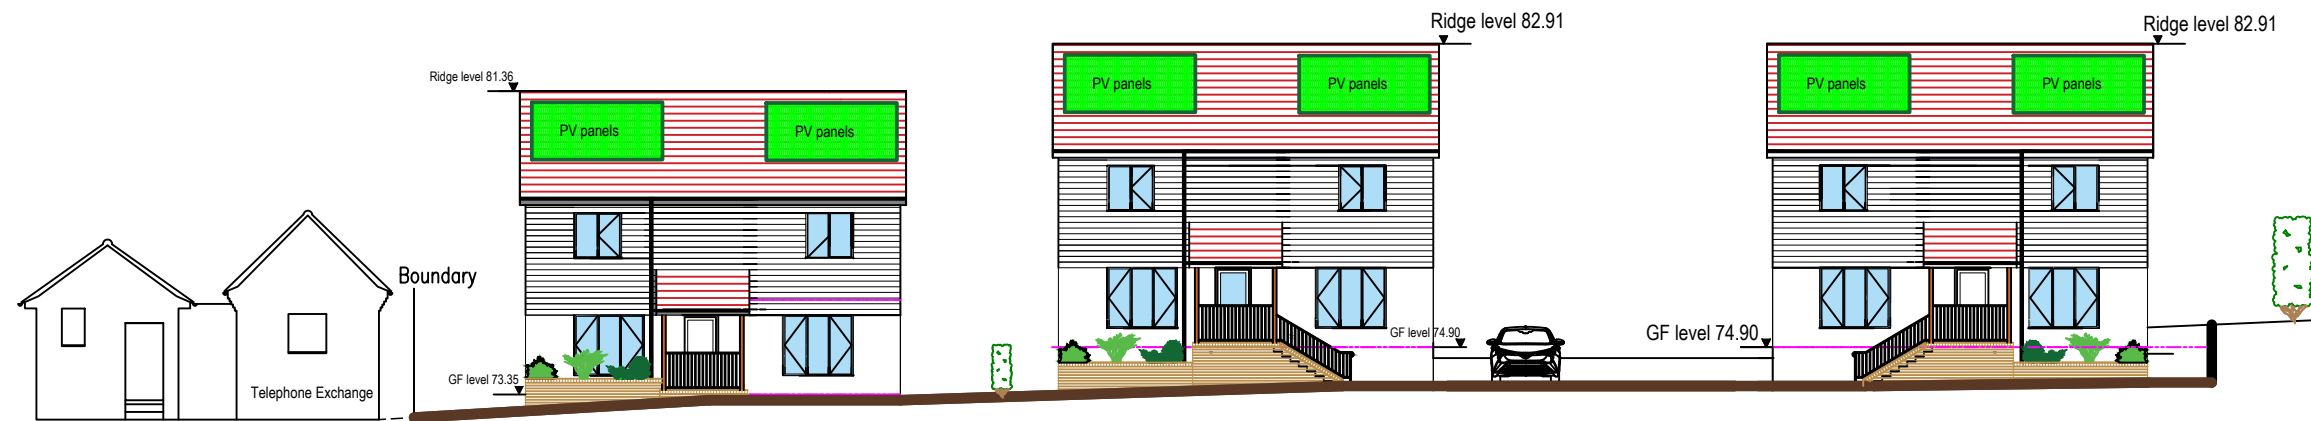 Ridge level 82.91
Ridge level 82.91
Ridge level 81.36
PV panels
PV panels
PV panels
PV panels
PV panels
PV panels
Boundary
GF level 74.90
GF level 74.90
GF level 73.35
Telephone Exchange